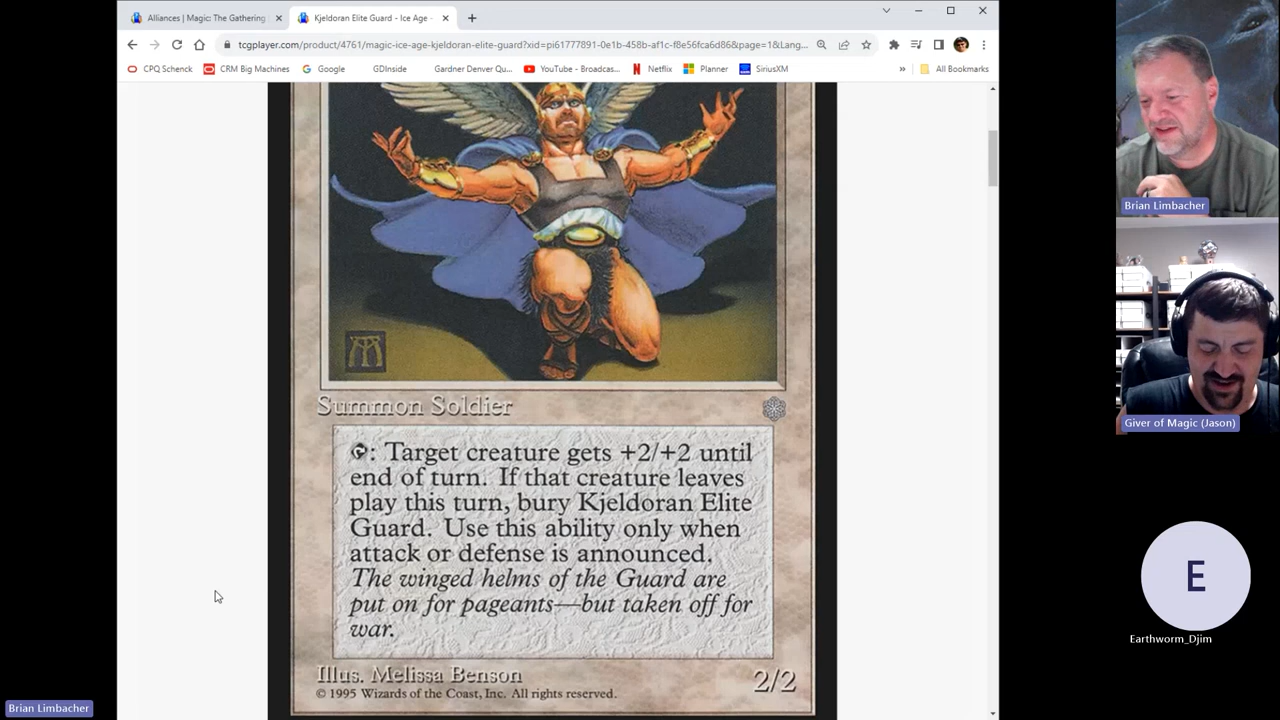 Alliances | Magic: The Gathering
Kjeldoran Elite Guard - Ice Age -
tcgplayer.com/product/4761/magic-ice-age-kjeldoran-elite-guard?xid=pi61777891-0e1b-458b-af1c-f8e56fca6d86&page=1&Lang...
CPQ Schenck
CRM Big Machines
Google
GDInside
Gardner Denver Qu...
YouTube - Broadcas...
Netflix
Planner
SiriusXM
»
All Bookmarks
Summon Soldier
: Target creature gets +2/+2 until
end of turn. If that creature leaves
play this turn, bury Kjeldoran Elite
Guard. Use this ability only when
attack or defense is announced.
The winged helms of the Guard are
put on for pageants—but taken off for
war.
Illus. Melissa Benson
2/2
© 1995 Wizards of the Coast, Inc. All rights reserved.
Brian Limbacher
Giver of Magic (Jason)
E
Earthworm_Djim
Brian Limbacher